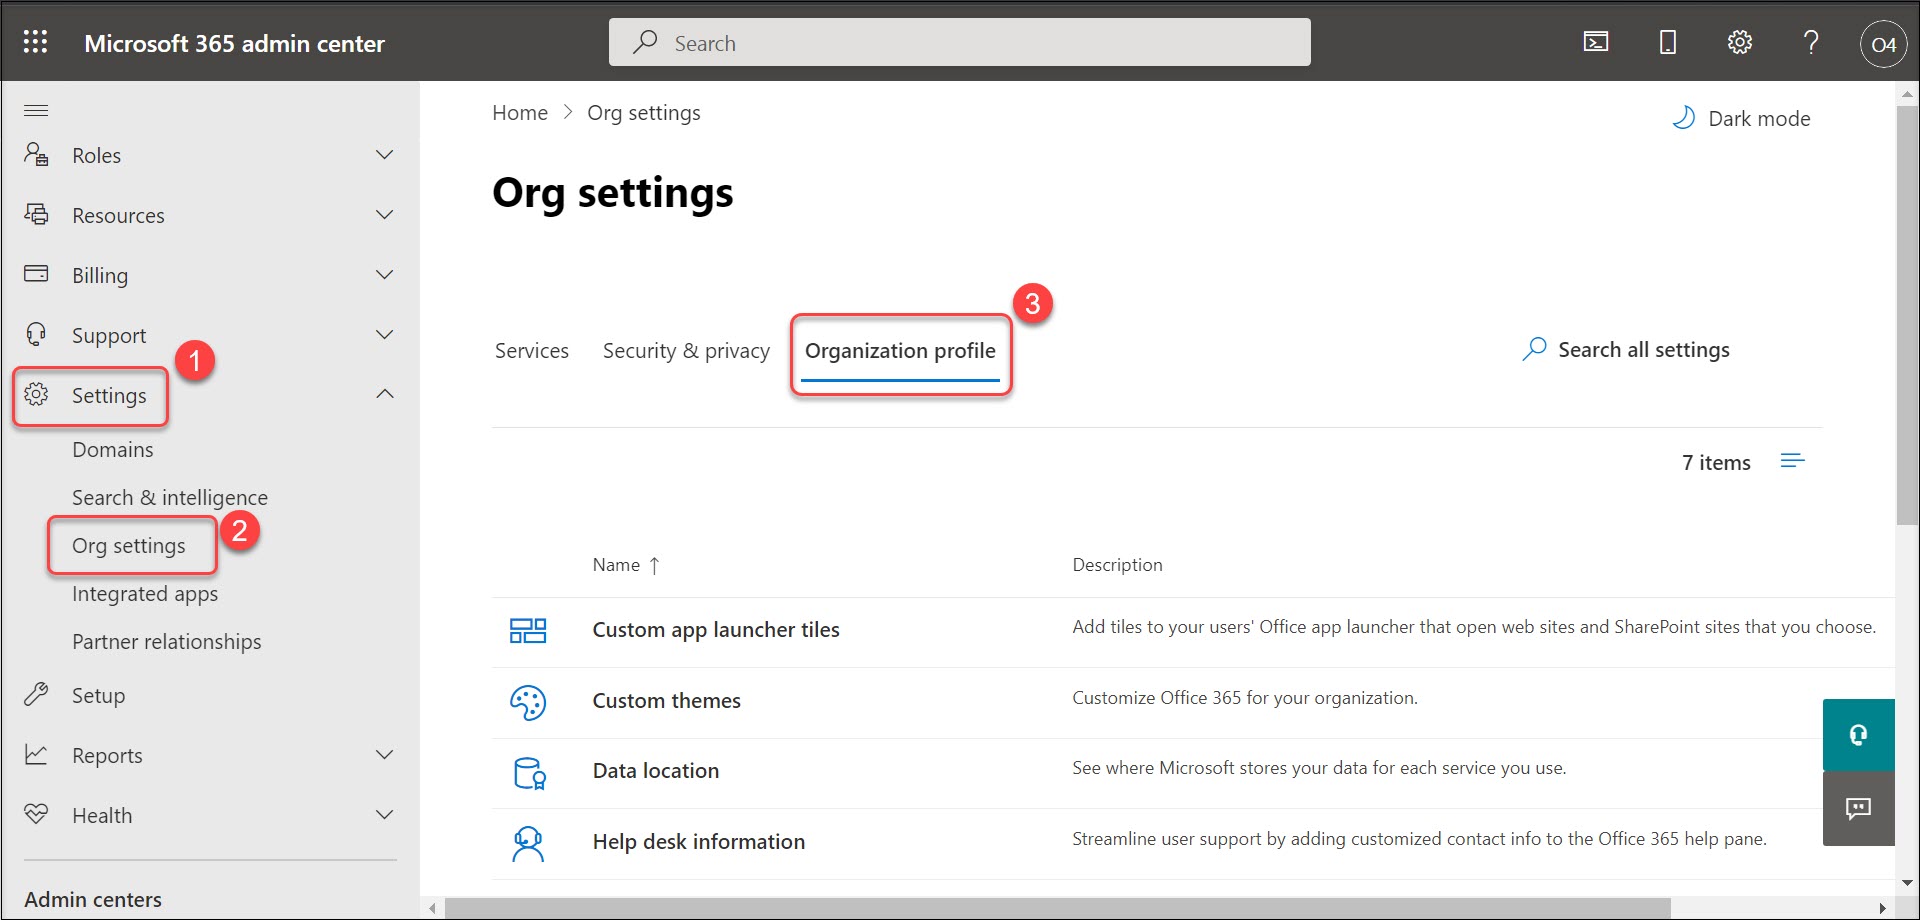 Microsoft 365 admin center
Search
O4
Home > Org settings
Dark mode
Org settings
Roles
Resources
Billing
Support
1
Settings
Domains
Search & intelligence
Org settings
2
Integrated apps
Partner relationships
Setup
Reports
Health
Admin centers
Services
Security & privacy
Organization profile
3
Search all settings
7 items
Name ↑
Description
Custom app launcher tiles
Add tiles to your users' Office app launcher that open web sites and SharePoint sites that you choose.
Custom themes
Customize Office 365 for your organization.
Data location
See where Microsoft stores your data for each service you use.
Help desk information
Streamline user support by adding customized contact info to the Office 365 help pane.